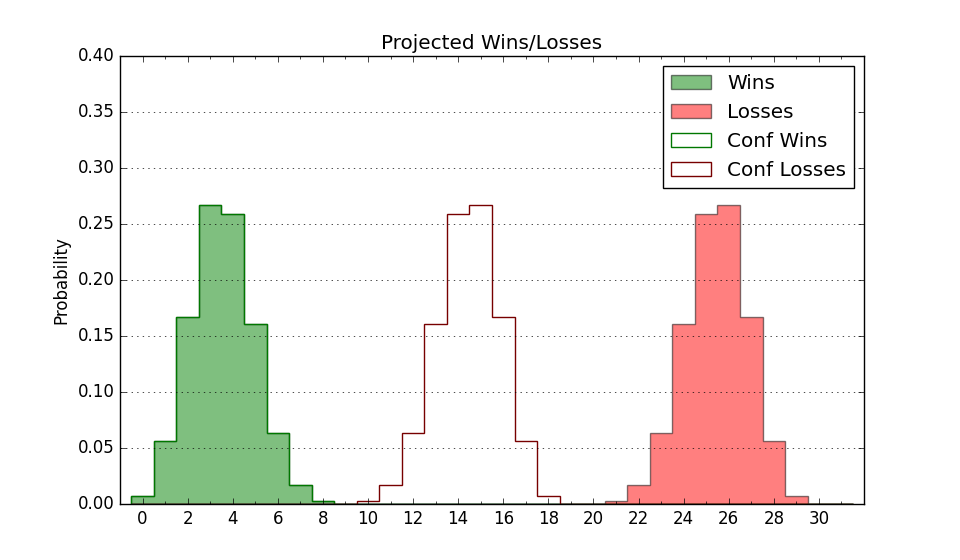 Projected Wins/Losses
0.40
0.35
0.30
0.25
0.20
0.15
0.10
0.05
0.00
Probability
Wins
Losses
Conf Wins
Conf Losses
0 2 4 6 8 10 12 14 16 18 20 22 24 26 28 30